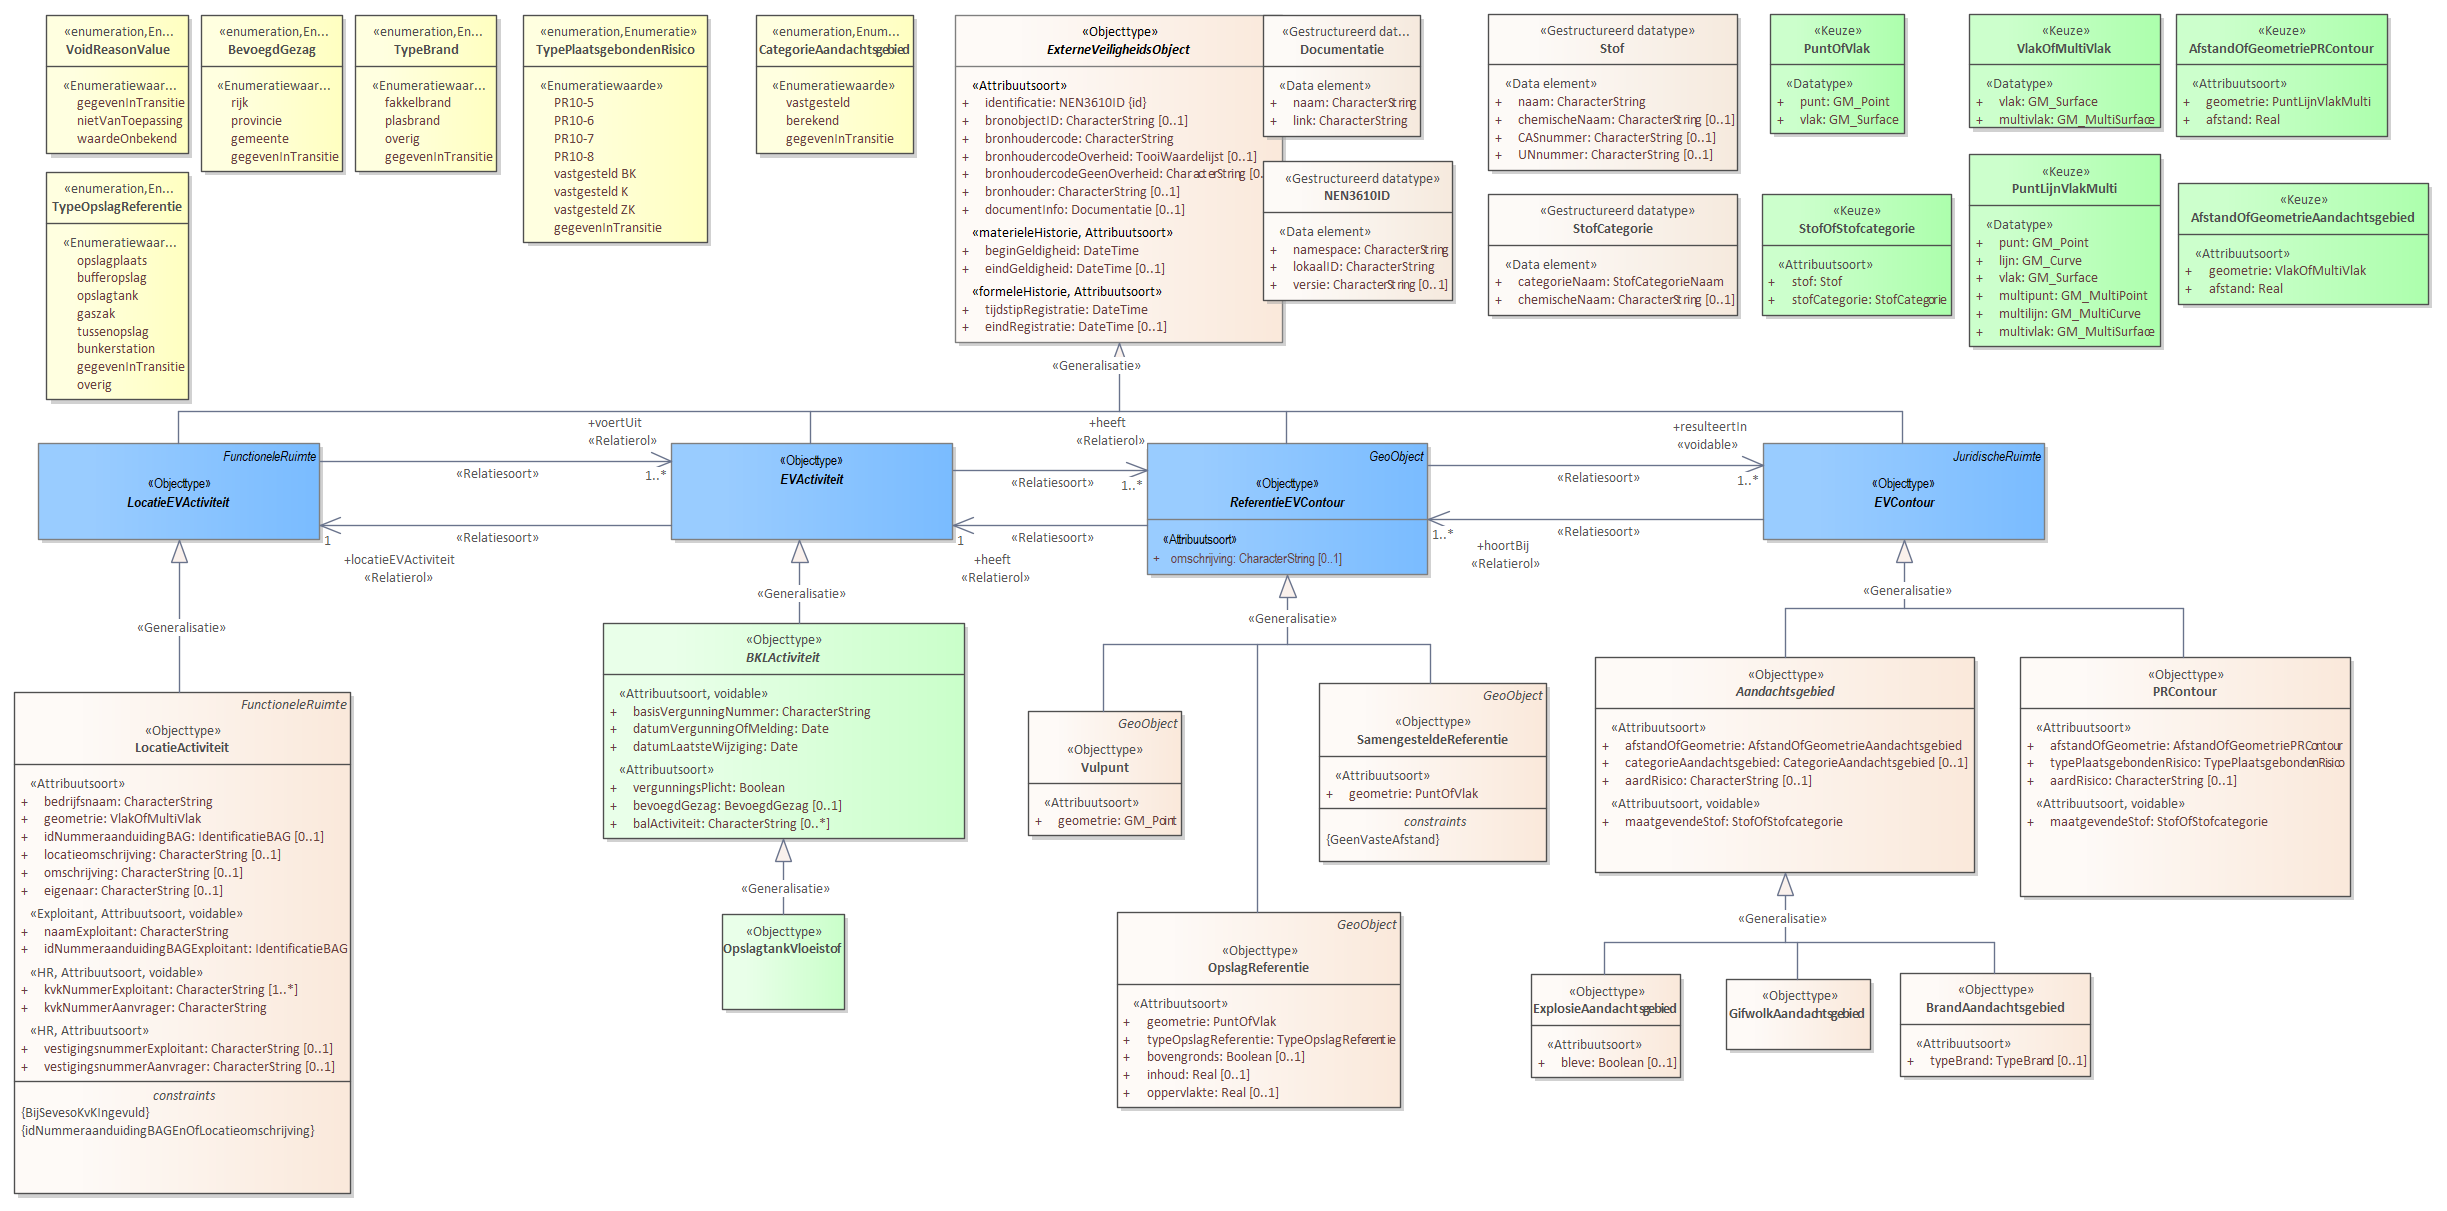 «enumeration,En...
VoidReasonValue
«Enumeratiewaar...
gegevenInTransitie
nietVanToepassing
waardeOnbekend
«enumeration,En...
BevoegdGezag
«Enumeratiewaar...
rijk
provincie
gemeente
gegevenInTransitie
«enumeration,En...
TypeBrand
«Enumeratiewaar...
fakkelbrand
plasbrand
overig
gegevenInTransitie
«enumeration,Enumeratie»
TypePlaatsgebondenRisico
«Enumeratiewaarde»
PR10-5
PR10-6
PR10-7
PR10-8
vastgesteld BK
vastgesteld K
vastgesteld ZK
gegevenInTransitie
«enumeration,Enum...
CategorieAandachtsgebied
«Enumeratiewaarde»
vastgesteld
berekend
gegevenInTransitie
«Objecttype»
ExterneVeiligheidsObject
«Attribuutsoort»
+ identificatie: NEN3610ID {id}
+ bronobjectID: CharacterString [0..1]
+ bronhoudercode: CharacterString
+ bronhoudercodeOverheid: TooiWaardelijst [0..1]
+ bronhoudercodeGeenOverheid: CharacterString [0..
+ bronhouder: CharacterString [0..1]
+ documentInfo: Documentatie [0..1]
«materieleHistorie, Attribuutsoort»
+ beginGeldigheid: DateTime
+ eindGeldigheid: DateTime [0..1]
«formeleHistorie, Attribuutsoort»
+ tijdstipRegistratie: DateTime
+ eindRegistratie: DateTime [0..1]
«Gestructureerd dat...
Documentatie
«Data element»
+ naam: CharacterString
+ link: CharacterString
«Gestructureerd datatype»
NEN3610ID
«Data element»
+ namespace: CharacterString
+ lokaalID: CharacterString
+ versie: CharacterString [0..1]
«Gestructureerd datatype»
Stof
«Data element»
+ naam: CharacterString
+ chemischeNaam: CharacterString [0..1]
+ CASnummer: CharacterString [0..1]
+ UNnummer: CharacterString [0..1]
«Gestructureerd datatype»
StofCategorie
«Data element»
+ categorieNaam: StofCategorieNaam
+ chemischeNaam: CharacterString [0..1]
«Keuze»
PuntOfVlak
«Datatype»
+ punt: GM_Point
+ vlak: GM_Surface
«Keuze»
StofOfStofcategorie
«Attribuutsoort»
+ stof: Stof
+ stofCategorie: StofCategorie
«Keuze»
VlakOfMultiVlak
«Datatype»
+ vlak: GM_Surface
+ multivlak: GM_MultiSurface
«Keuze»
PuntLijnVlakMulti
«Datatype»
+ punt: GM_Point
+ lijn: GM_Curve
+ vlak: GM_Surface
+ multipunt: GM_MultiPoint
+ multilijn: GM_MultiCurve
+ multivlak: GM_MultiSurface
«Keuze»
AfstandOfGeometriePRContour
«Attribuutsoort»
+ geometrie: PuntLijnVlakMulti
+ afstand: Real
«Keuze»
AfstandOfGeometrieAandachtsgebied
«Attribuutsoort»
+ geometrie: VlakOfMultiVlak
+ afstand: Real
«enumeration,En...
TypeOpslagReferentie
«Enumeratiewaar...
opslagplaats
bufferopslag
opslagtank
gaszak
tussenopslag
bunkerstation
gegevenInTransitie
overig
«Generalisatie»
FunctioneleRuimte
«Objecttype»
LocatieEVActiviteit
+voertUit
«Relatierol»
«Relatiesoort»
1..*
«Relatiesoort»
1
+locatieEVActiviteit
«Relatierol»
«Objecttype»
EVActiviteit
+heeft
«Relatierol»
«Relatiesoort»
1..*
«Relatiesoort»
1
+heeft
«Relatierol»
GeoObject
«Objecttype»
ReferentieEVContour
«Attribuutsoort»
+ omschrijving: CharacterString [0..1]
+resulteertIn
«voidable»
«Relatiesoort»
1..*
«Relatiesoort»
1..*
+hoortBij
«Relatierol»
JuridischeRuimte
«Objecttype»
EVContour
«Generalisatie»
«Generalisatie»
«Generalisatie»
«Generalisatie»
FunctioneleRuimte
«Objecttype»
LocatieActiviteit
«Attribuutsoort»
+ bedrijfsnaam: CharacterString
+ geometrie: VlakOfMultiVlak
+ idNummeraanduidingBAG: IdentificatieBAG [0..1]
+ locatieomschrijving: CharacterString [0..1]
+ omschrijving: CharacterString [0..1]
+ eigenaar: CharacterString [0..1]
«Exploitant, Attribuutsoort, voidable»
+ naamExploitant: CharacterString
+ idNummeraanduidingBAGExploitant: IdentificatieBAG
«HR, Attribuutsoort, voidable»
+ kvkNummerExploitant: CharacterString [1..*]
+ kvkNummerAanvrager: CharacterString
«HR, Attribuutsoort»
+ vestigingsnummerExploitant: CharacterString [0..1]
+ vestigingsnummerAanvrager: CharacterString [0..1]
constraints
{BijSevesoKvKIngevuld}
{idNummeraanduidingBAGEnOfLocatieomschrijving}
«Objecttype»
BKLActiviteit
«Attribuutsoort, voidable»
+ basisVergunningNummer: CharacterString
+ datumVergunningOfMelding: Date
+ datumLaatsteWijziging: Date
«Attribuutsoort»
+ vergunningsPlicht: Boolean
+ bevoegdGezag: BevoegdGezag [0..1]
+ balActiviteit: CharacterString [0..*]
«Generalisatie»
«Objecttype»
OpslagtankVloeistof
GeoObject
«Objecttype»
Vulpunt
«Attribuutsoort»
+ geometrie: GM_Point
GeoObject
«Objecttype»
SamengesteldeReferentie
«Attribuutsoort»
+ geometrie: PuntOfVlak
constraints
{GeenVasteAfstand}
GeoObject
«Objecttype»
OpslagReferentie
«Attribuutsoort»
+ geometrie: PuntOfVlak
+ typeOpslagReferentie: TypeOpslagReferentie
+ bovengronds: Boolean [0..1]
+ inhoud: Real [0..1]
+ oppervlakte: Real [0..1]
«Objecttype»
Aandachtsgebied
«Attribuutsoort»
+ afstandOfGeometrie: AfstandOfGeometrieAandachtsgebied
+ categorieAandachtsgebied: CategorieAandachtsgebied [0..1]
+ aardRisico: CharacterString [0..1]
«Attribuutsoort, voidable»
+ maatgevendeStof: StofOfStofcategorie
«Objecttype»
PRContour
«Attribuutsoort»
+ afstandOfGeometrie: AfstandOfGeometriePRContour
+ typePlaatsgebondenRisico: TypePlaatsgebondenRisico
+ aardRisico: CharacterString [0..1]
«Attribuutsoort, voidable»
+ maatgevendeStof: StofOfStofcategorie
«Generalisatie»
«Objecttype»
ExplosieAandachtsgebied
«Attribuutsoort»
+ bleve: Boolean [0..1]
«Objecttype»
GifwolkAandachtsgebied
«Objecttype»
BrandAandachtsgebied
«Attribuutsoort»
+ typeBrand: TypeBrand [0..1]